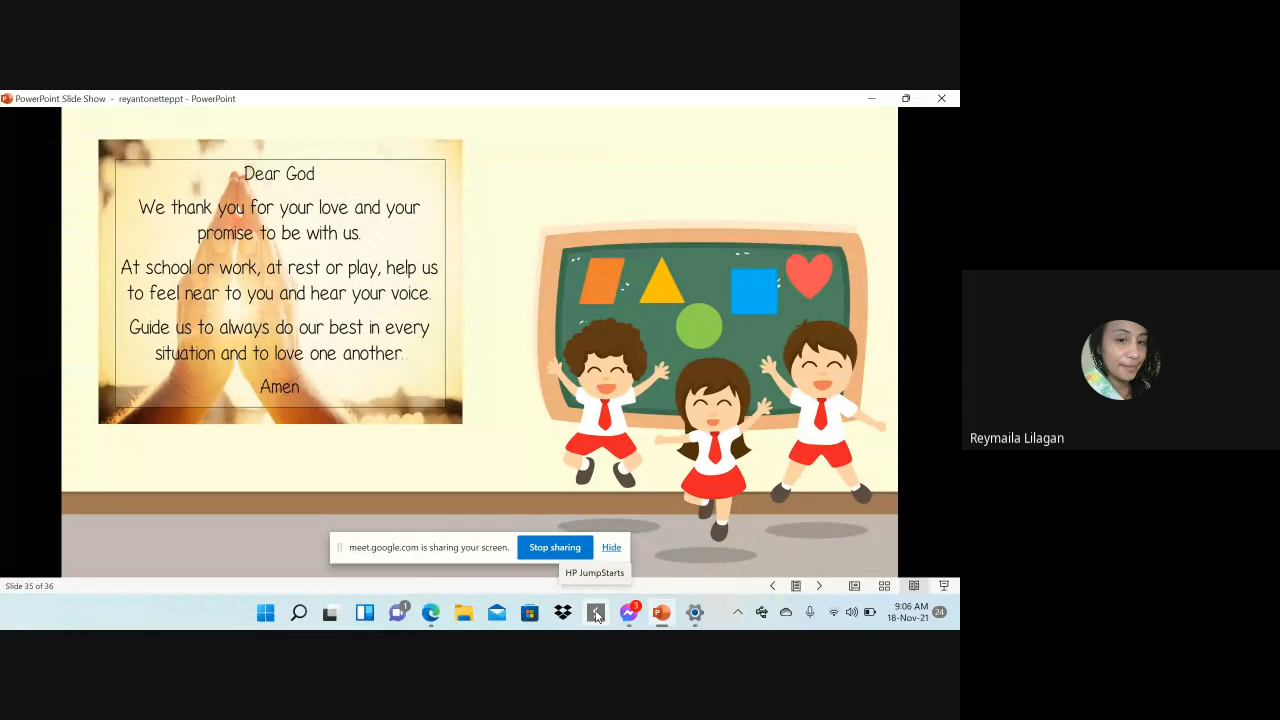 PowerPoint Slide Show - reyantonetteppt - PowerPoint
Dear God
We thank you for your love and your
promise to be with us.
At school or work, at rest or play, help us
to feel near to you and hear your voice.
Guide us to always do our best in every
situation and to love one another.
Amen
Reymaila Lilagan
meet.google.com is sharing your screen.
Stop sharing
Hide
HP JumpStarts
Slide 35 of 36
1
3
9:06 AM
18-Nov-21
24